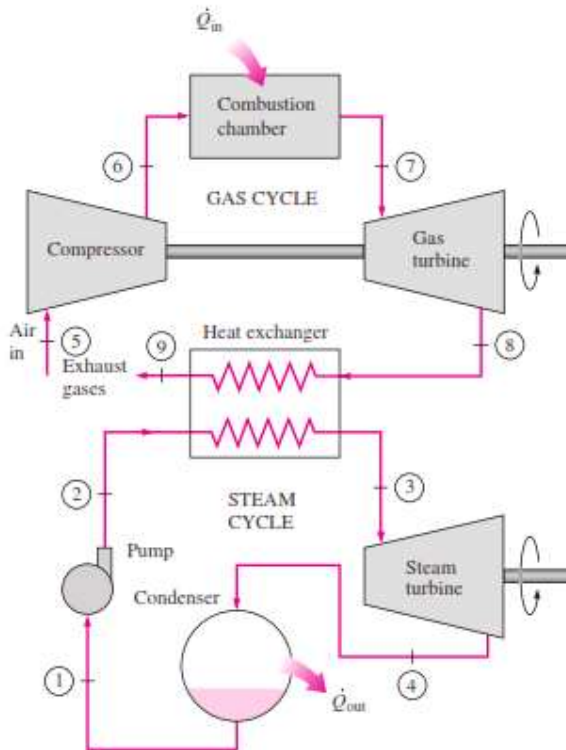 Q̇in
Combustion
chamber
6
7
GAS CYCLE
Compressor
Gas
turbine
Air
in
5
Exhaust
gases
9
Heat exchanger
8
2
3
STEAM
CYCLE
Pump
Condenser
Steam
turbine
1
4
Q̇out